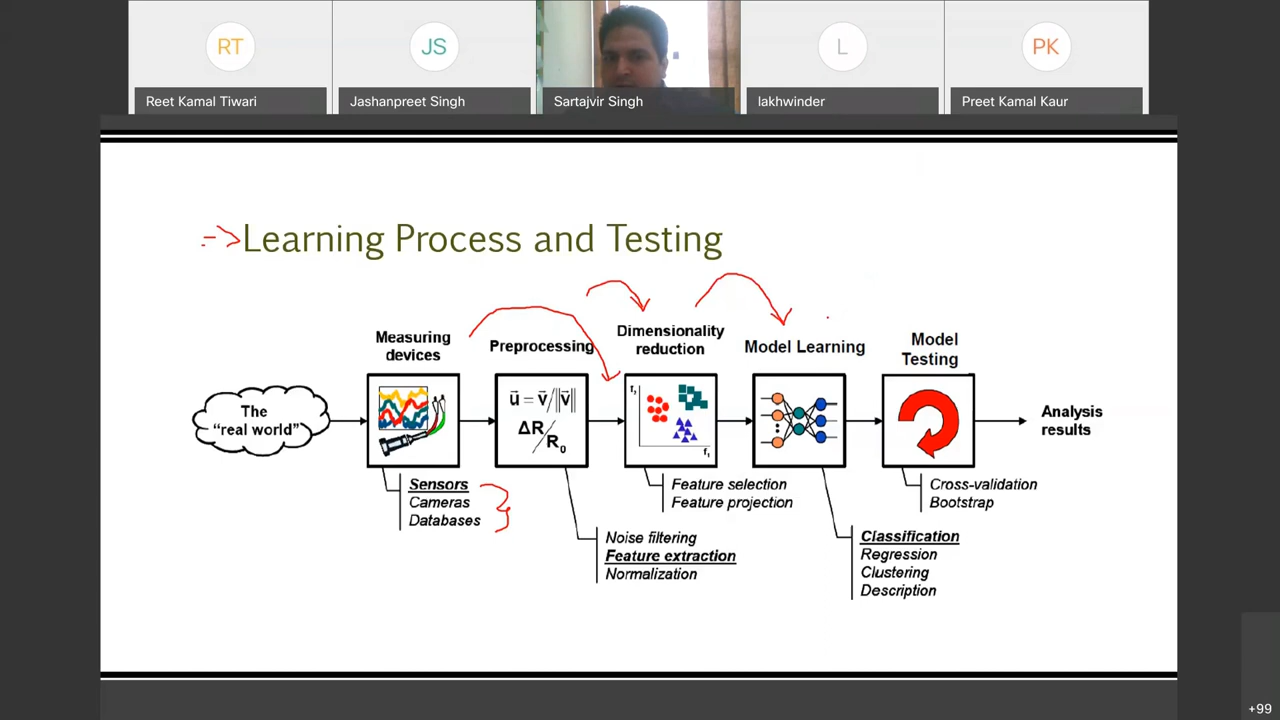 RT
JS
L
PK
Reet Kamal Tiwari
Jashanpreet Singh
Sartajvir Singh
lakhwinder
Preet Kamal Kaur
Learning Process and Testing
Measuring
devices
Preprocessing
Dimensionality
reduction
Model Learning
Model
Testing
The
"real world"
u = v/||v||
ΔR/R0
f1
f1
Analysis
results
Sensors
Cameras
Databases
Noise filtering
Feature extraction
Normalization
Feature selection
Feature projection
Classification
Regression
Clustering
Description
Cross-validation
Bootstrap
+99